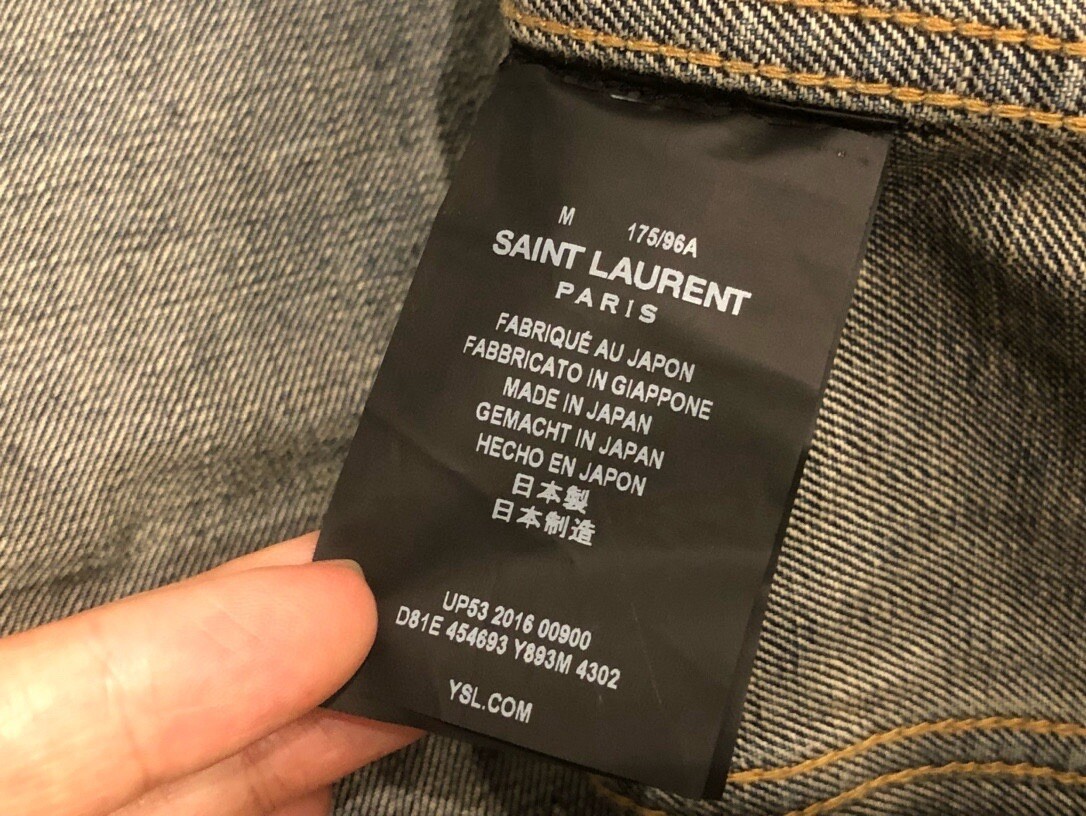 M 175/96A
SAINT LAURENT
PARIS
FABRIQUÉ AU JAPON
FABBRICATO IN GIAPPONE
MADE IN JAPAN
GEMACHT IN JAPAN
HECHO EN JAPON
日本製
日本制造
UP53 2016 00900
D81E 454693 Y893M 4302
YSL.COM